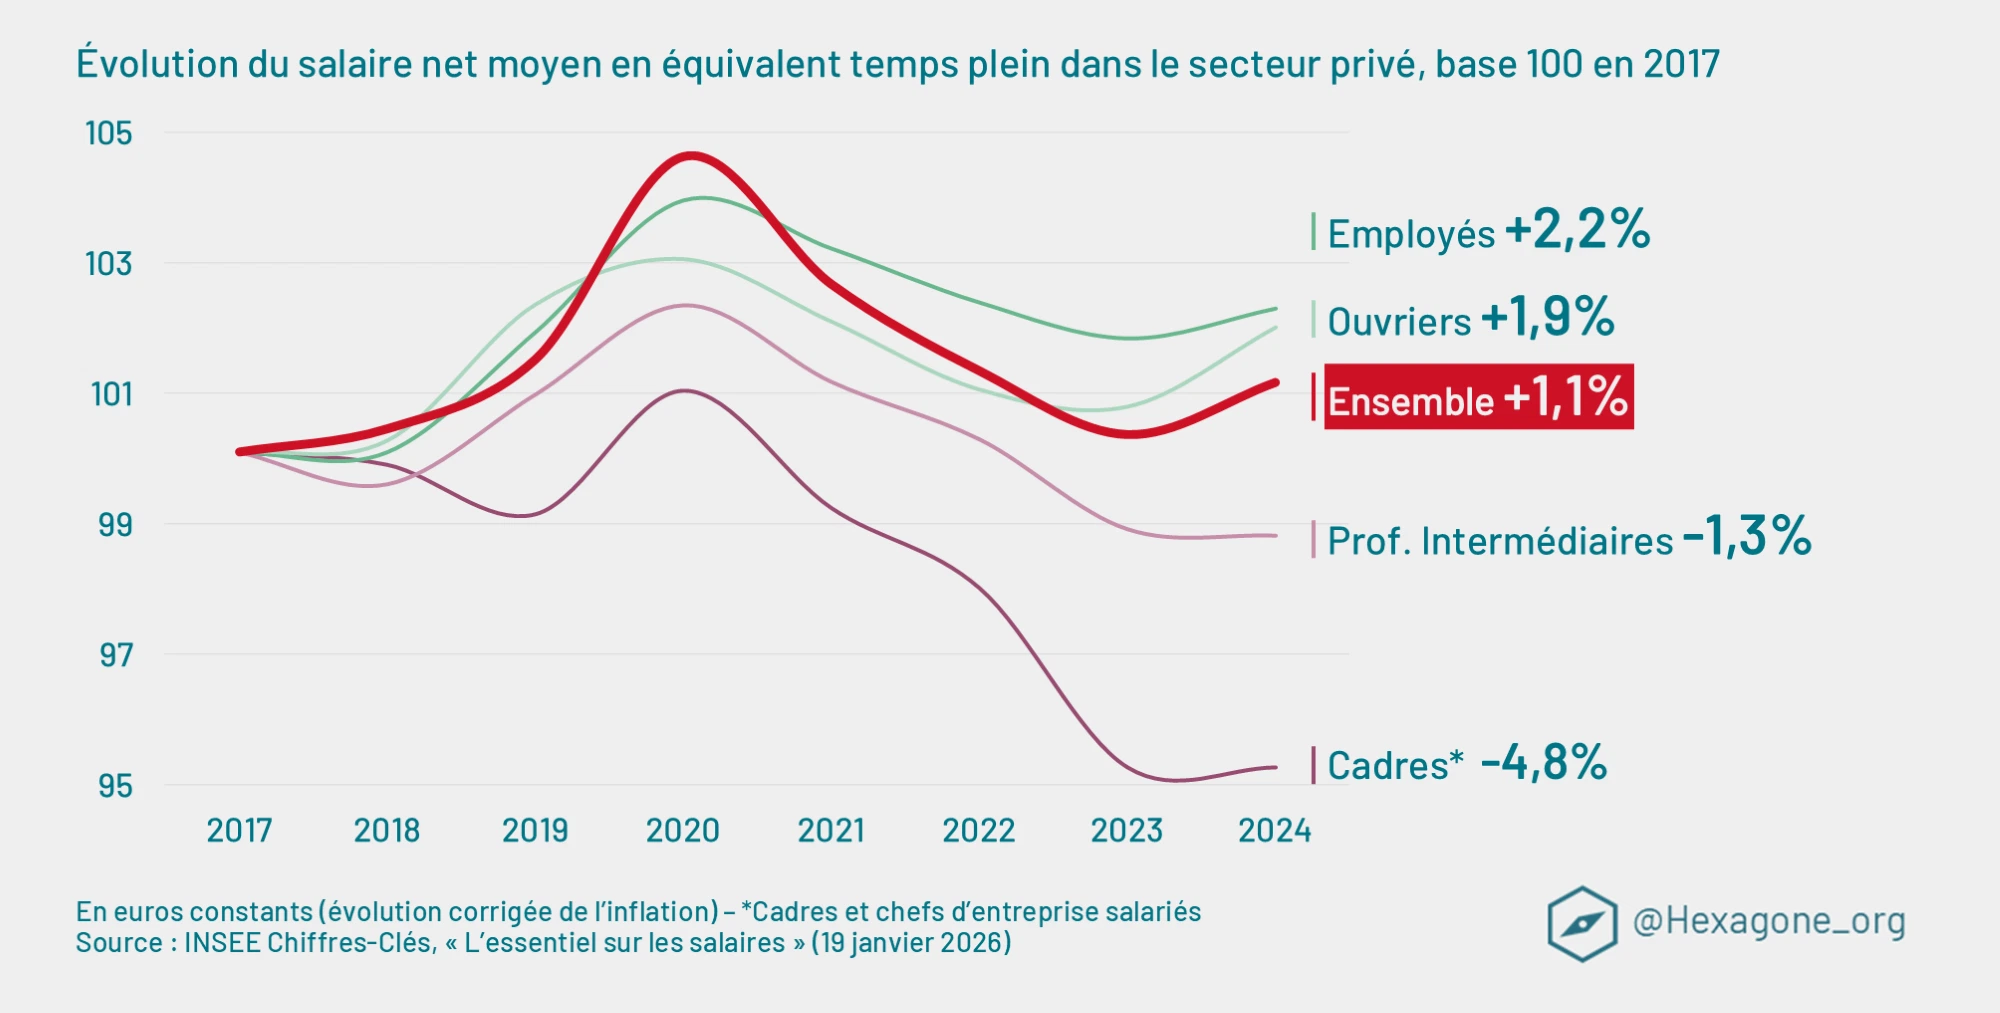 Évolution du salaire net moyen en équivalent temps plein dans le secteur privé, base 100 en 2017
105
103
101
99
97
95
Employés +2,2%
Ouvriers +1,9%
Ensemble +1,1%
Prof. Intermédiaires -1,3%
Cadres* -4,8%
2017 2018 2019 2020 2021 2022 2023 2024
En euros constants (évolution corrigée de l'inflation) – *Cadres et chefs d'entreprise salariés
Source : INSEE Chiffres-Clés, « L'essentiel sur les salaires » (19 janvier 2026)
@Hexagone_org